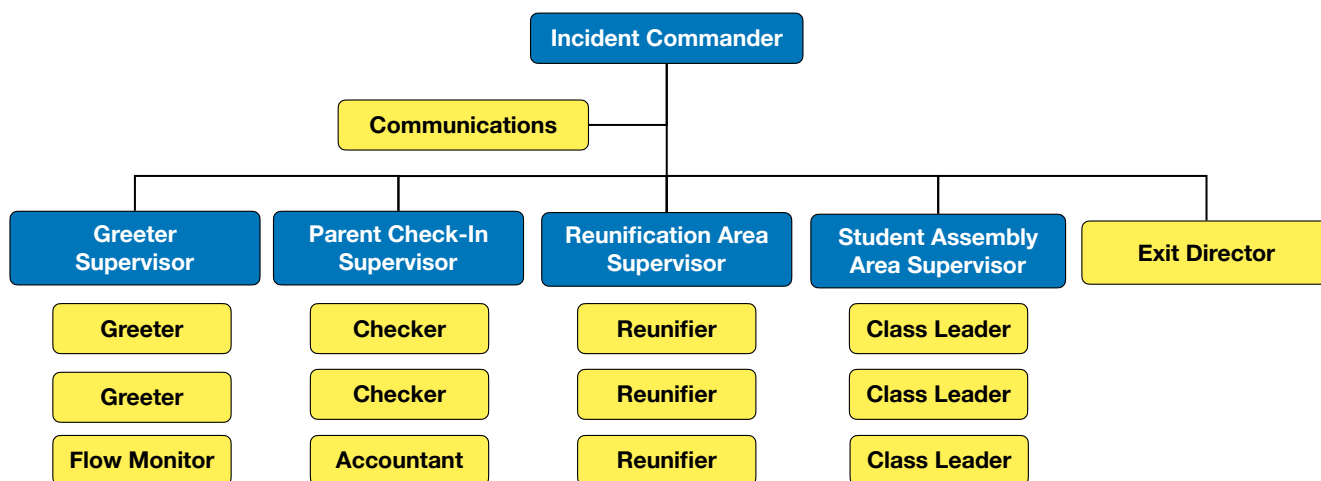 Incident Commander
Communications
Greeter
Supervisor
Parent Check-In
Supervisor
Reunification Area
Supervisor
Student Assembly
Area Supervisor
Exit Director
Greeter
Checker
Reunifier
Class Leader
Greeter
Checker
Reunifier
Class Leader
Flow Monitor
Accountant
Reunifier
Class Leader